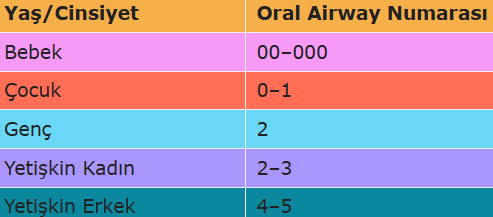 Yaş/Cinsiyet Oral Airway Numarası
Bebek 00–000
Çocuk 0–1
Genç 2
Yetişkin Kadın 2–3
Yetişkin Erkek 4–5